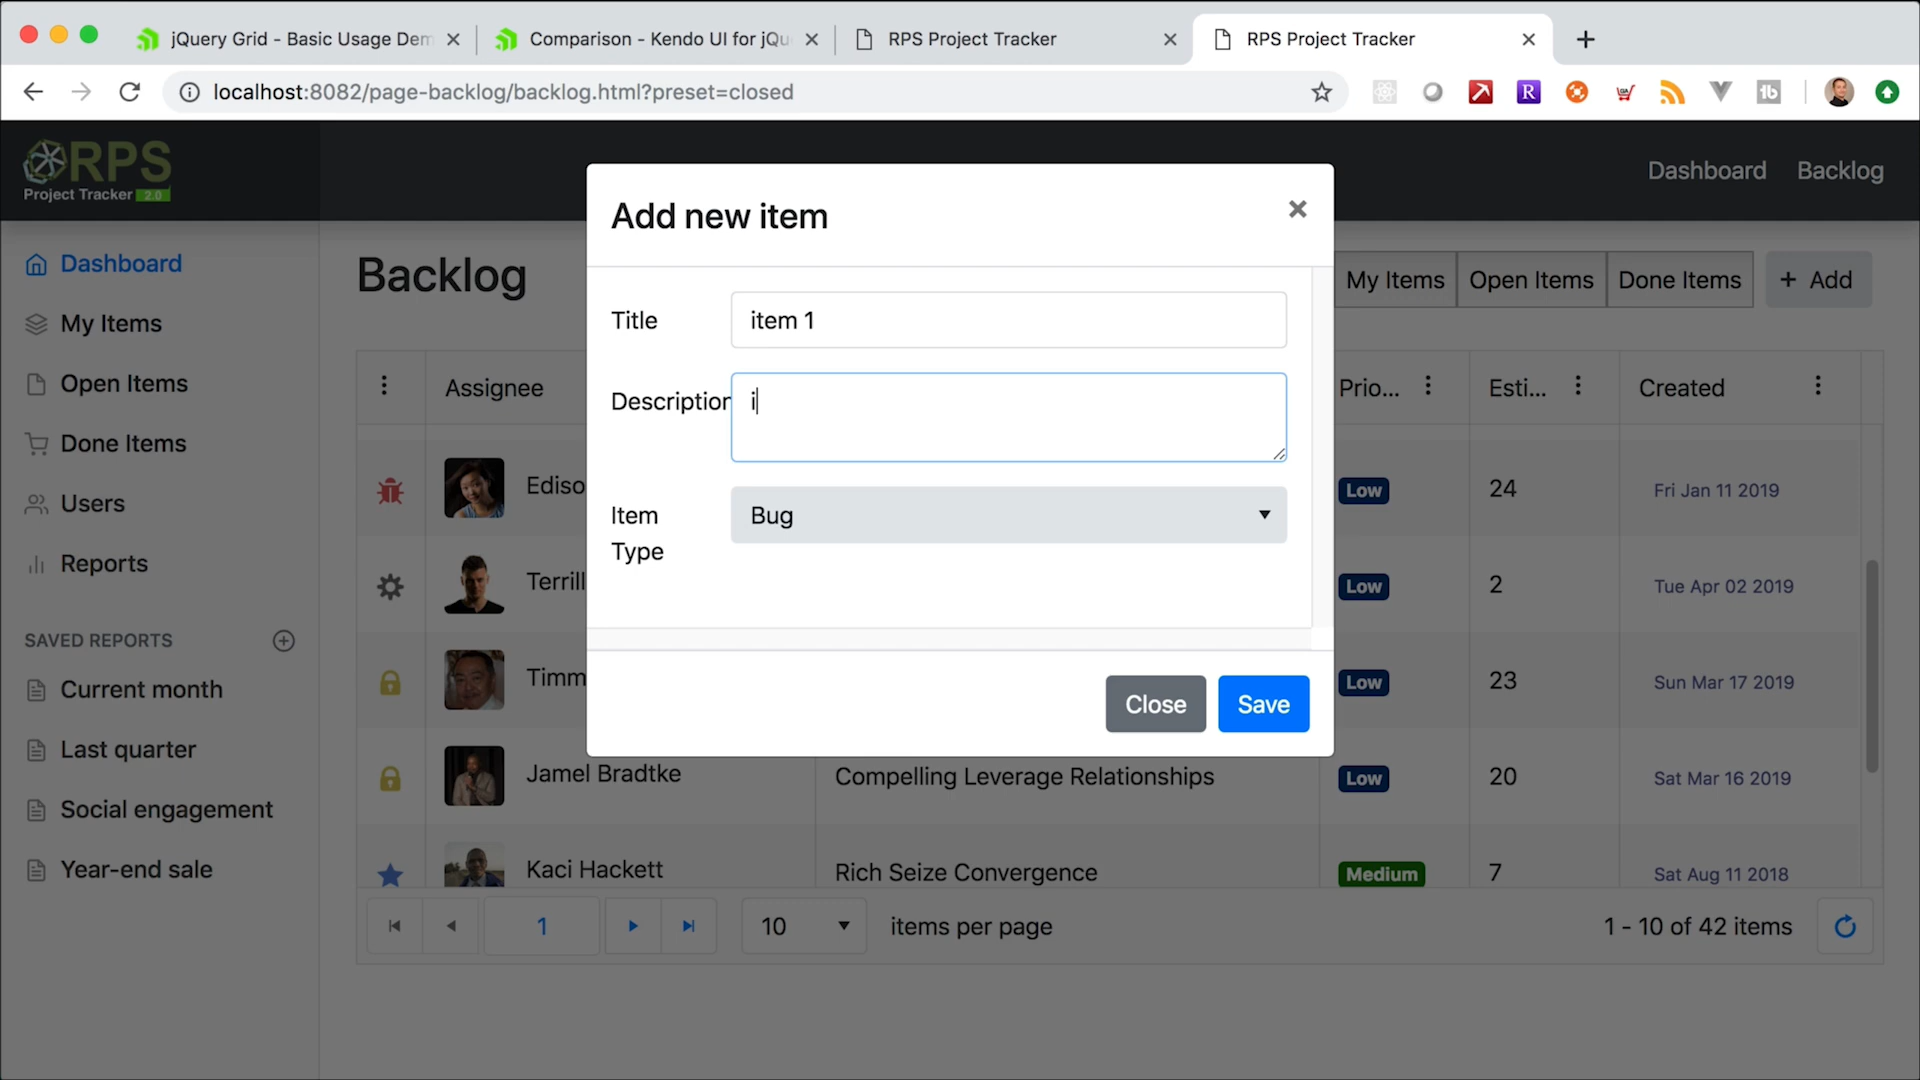 jQuery Grid - Basic Usage Dem
Comparison - Kendo UI for jQu
RPS Project Tracker
RPS Project Tracker
localhost:8082/page-backlog/backlog.html?preset=closed
RPS
Project Tracker 2.0
Dashboard
Backlog
Dashboard
My Items
Open Items
Done Items
Users
Reports
SAVED REPORTS
Current month
Last quarter
Social engagement
Year-end sale
Backlog
My Items
Open Items
Done Items
+ Add
Assignee
Prio...
Esti...
Created
Ediso
Low
24
Fri Jan 11 2019
Terrill
Low
2
Tue Apr 02 2019
Timm
Low
23
Sun Mar 17 2019
Jamel Bradtke
Compelling Leverage Relationships
Low
20
Sat Mar 16 2019
Kaci Hackett
Rich Seize Convergence
Medium
7
Sat Aug 11 2018
1
10
items per page
1 - 10 of 42 items
Add new item
Title
item 1
Description
i
Item
Type
Bug
Close
Save